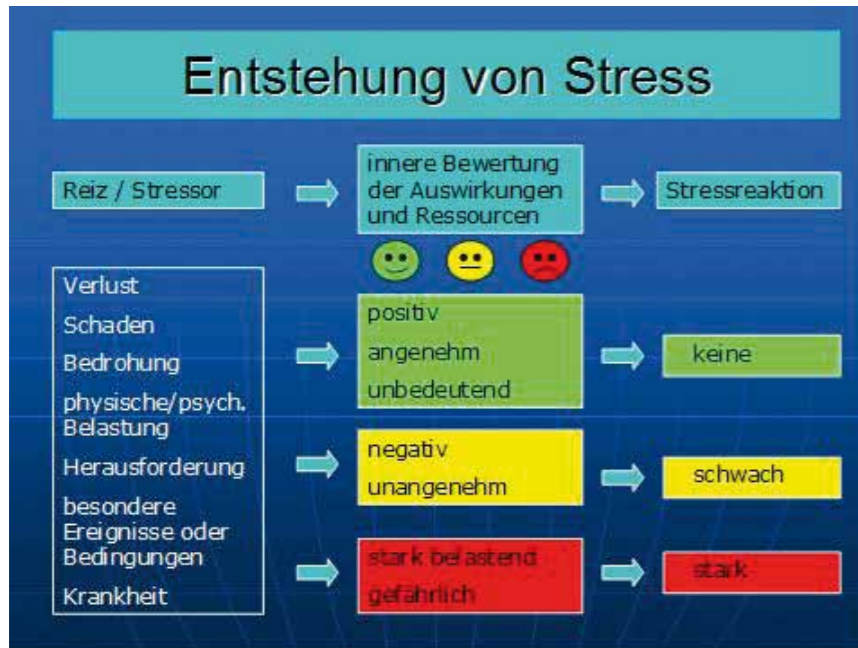 Entstehung von Stress
Reiz / Stressor
innere Bewertung
der Auswirkungen
und Ressourcen
Stressreaktion
Verlust
Schaden
Bedrohung
physische/psych.
Belastung
Herausforderung
besondere
Ereignisse oder
Bedingungen
Krankheit
positiv
angenehm
unbedeutend
keine
negativ
unangenehm
schwach
stark belastend
gefährlich
stark